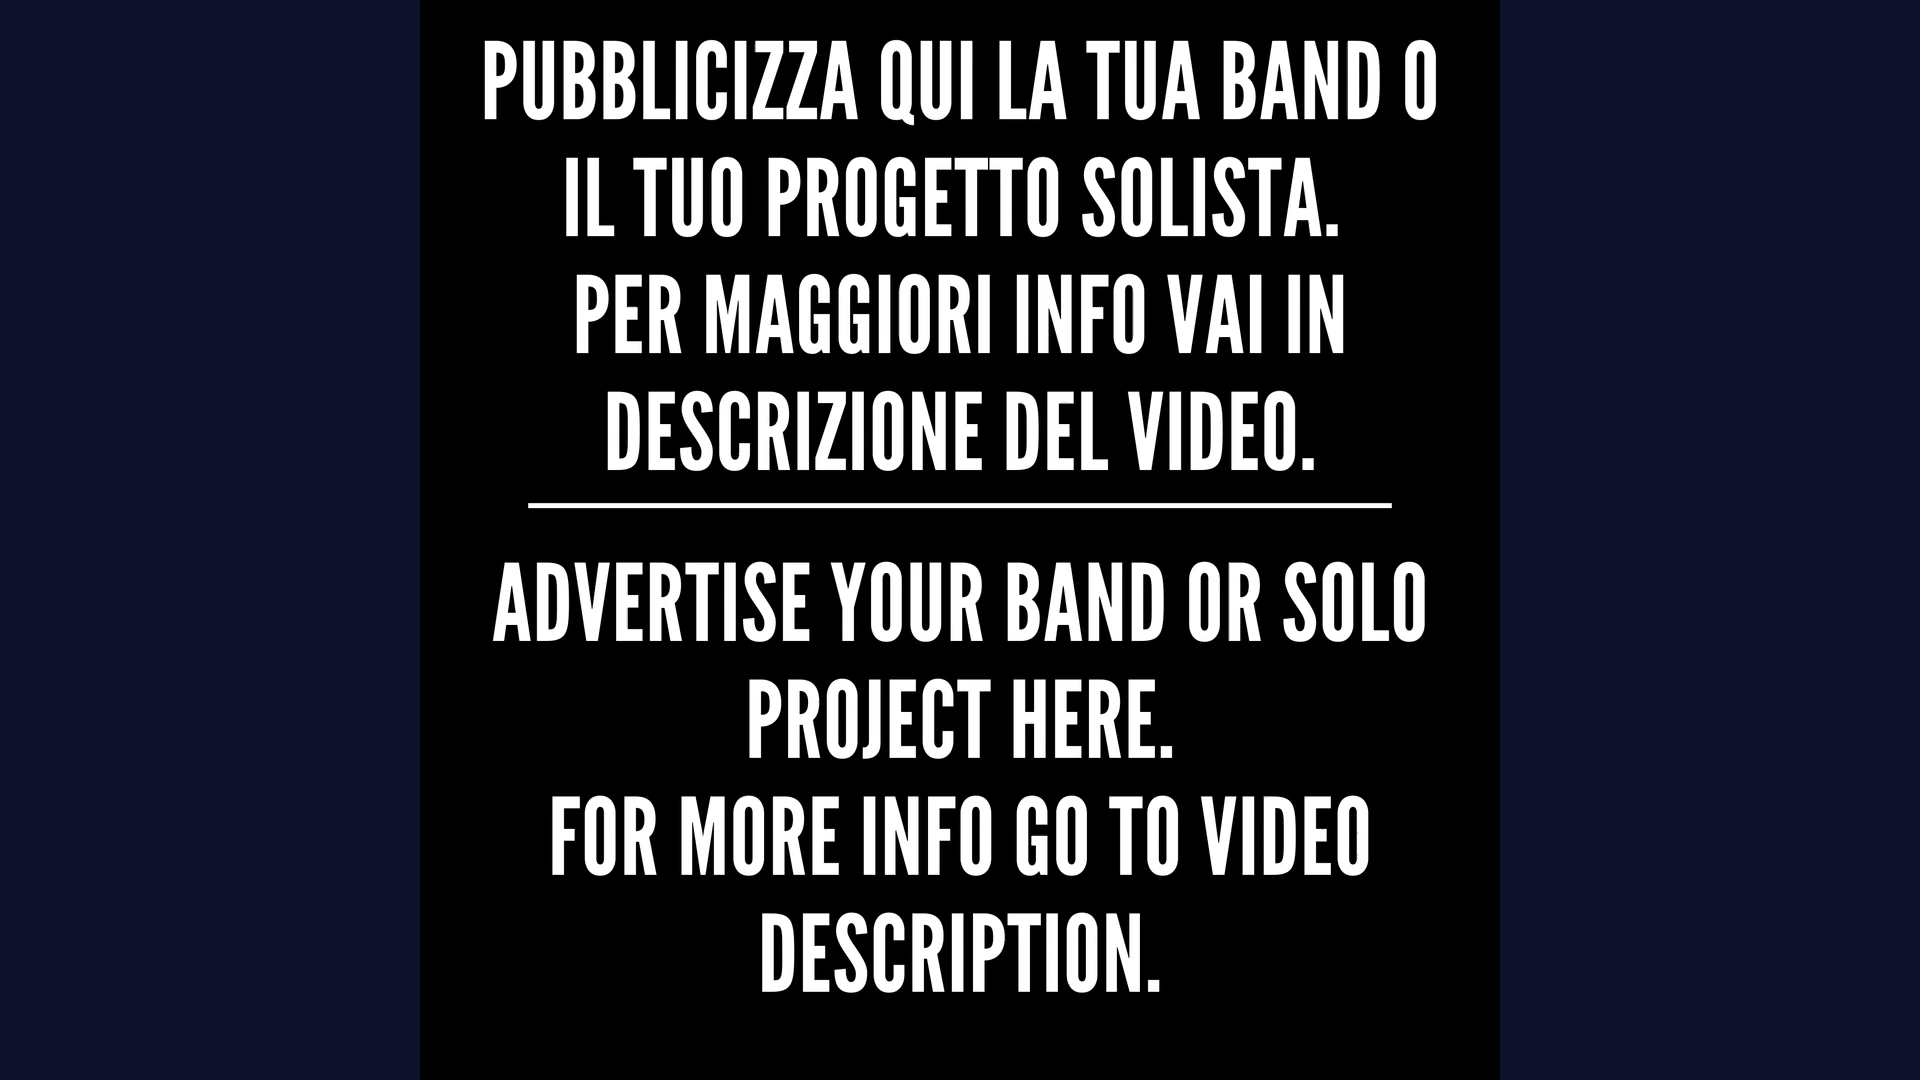 PUBBLICIZZA QUI LA TUA BAND O
IL TUO PROGETTO SOLISTA.
PER MAGGIORI INFO VAI IN
DESCRIZIONE DEL VIDEO.
ADVERTISE YOUR BAND OR SOLO
PROJECT HERE.
FOR MORE INFO GO TO VIDEO
DESCRIPTION.